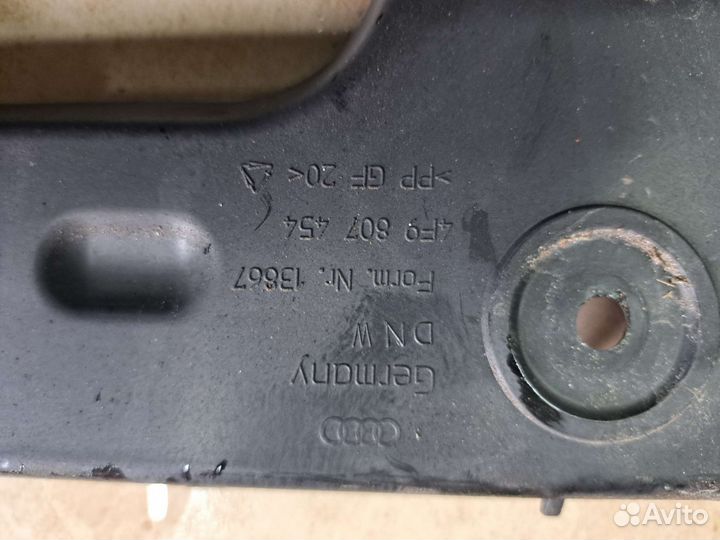 Germany
D N W
Form. Nr. 13867
4F9 807 454
>PP GF 20<
Avito